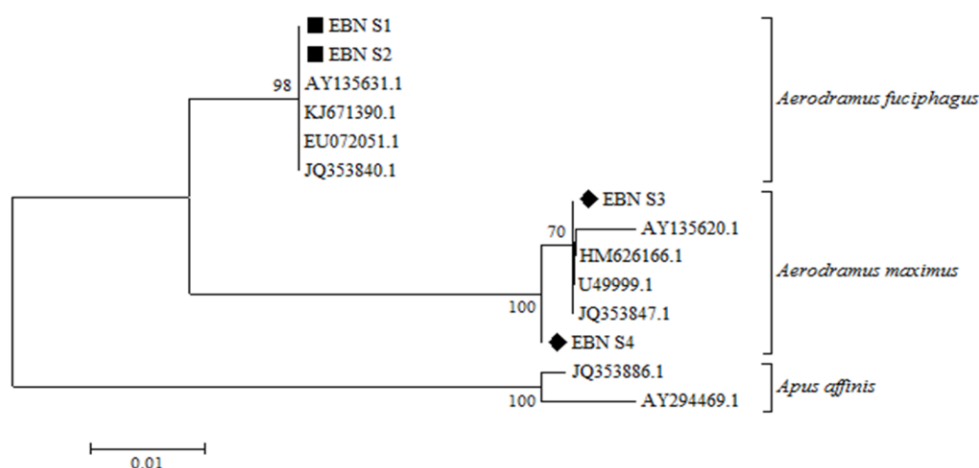 EBN S1
EBN S2
98
AY135631.1
Aerodramus fuciphagus
KJ671390.1
EU072051.1
JQ353840.1
EBN S3
70
AY135620.1
HM626166.1
Aerodramus maximus
U49999.1
100
JQ353847.1
EBN S4
JQ353886.1
Apus affinis
100
AY294469.1
0.01